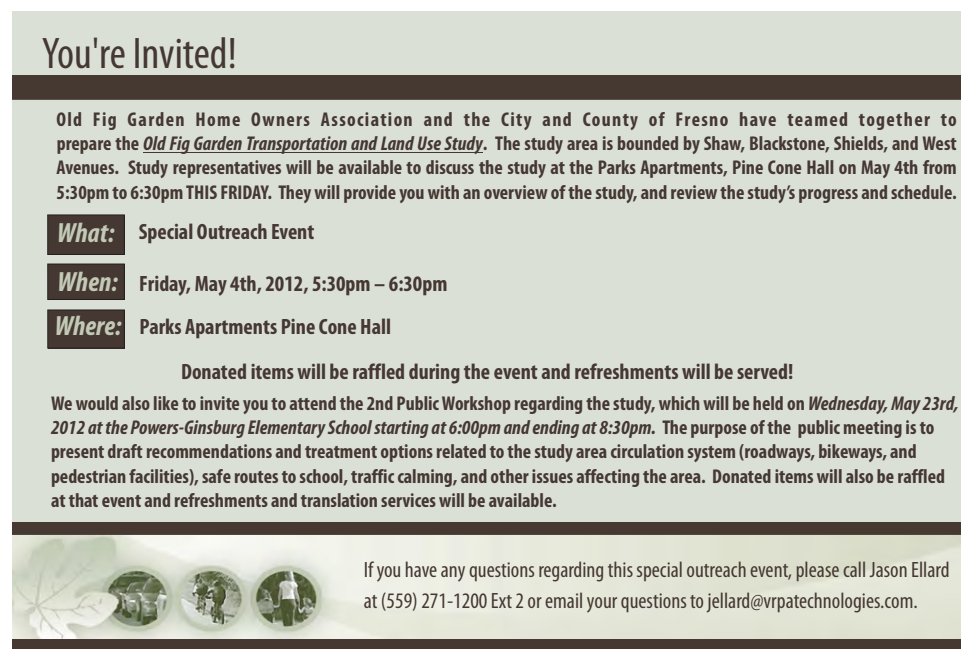 You're Invited!
Old Fig Garden Home Owners Association and the City and County of Fresno have teamed together to
prepare the Old Fig Garden Transportation and Land Use Study. The study area is bounded by Shaw, Blackstone, Shields, and West
Avenues. Study representatives will be available to discuss the study at the Parks Apartments, Pine Cone Hall on May 4th from
5:30pm to 6:30pm THIS FRIDAY. They will provide you with an overview of the study, and review the study's progress and schedule.
What: Special Outreach Event
When: Friday, May 4th, 2012, 5:30pm – 6:30pm
Where: Parks Apartments Pine Cone Hall
Donated items will be raffled during the event and refreshments will be served!
We would also like to invite you to attend the 2nd Public Workshop regarding the study, which will be held on Wednesday, May 23rd,
2012 at the Powers-Ginsburg Elementary School starting at 6:00pm and ending at 8:30pm. The purpose of the public meeting is to
present draft recommendations and treatment options related to the study area circulation system (roadways, bikeways, and
pedestrian facilities), safe routes to school, traffic calming, and other issues affecting the area. Donated items will also be raffled
at that event and refreshments and translation services will be available.
If you have any questions regarding this special outreach event, please call Jason Ellard
at (559) 271-1200 Ext 2 or email your questions to jellard@vrpatechnologies.com.